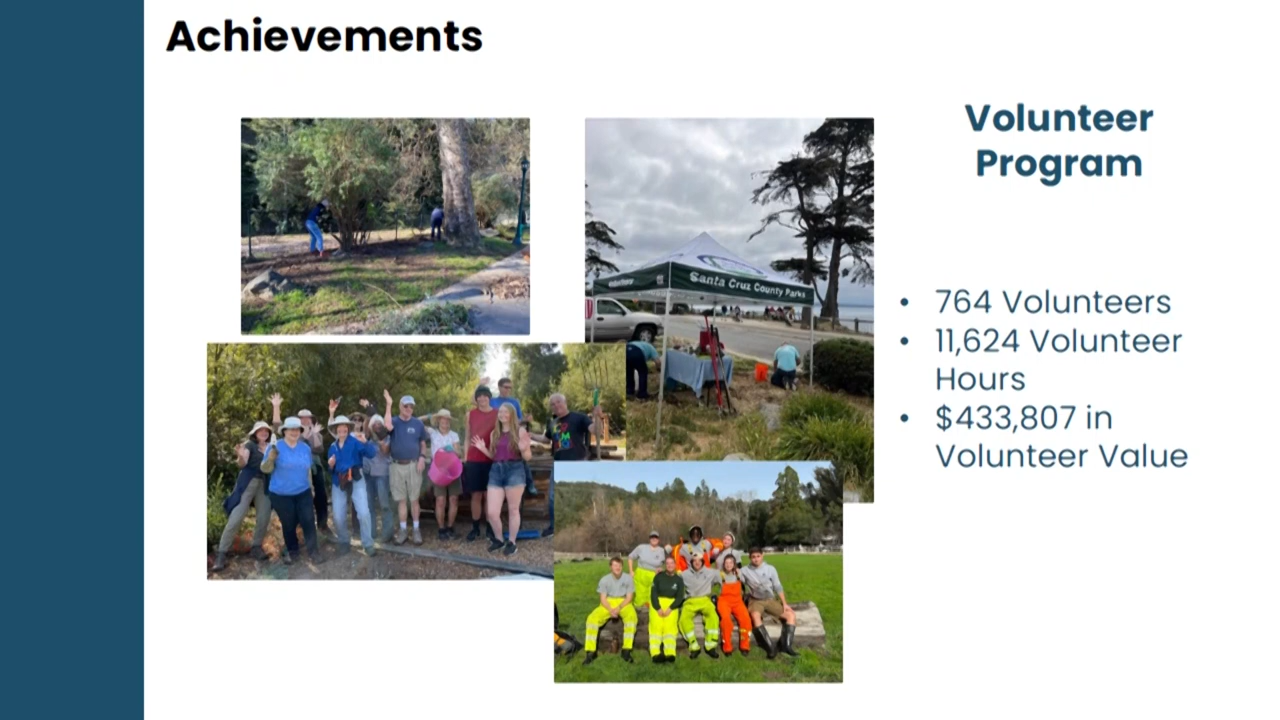 Achievements
Volunteer
Program
Santa Cruz County Parks
• 764 Volunteers
• 11,624 Volunteer
Hours
• $433,807 in
Volunteer Value